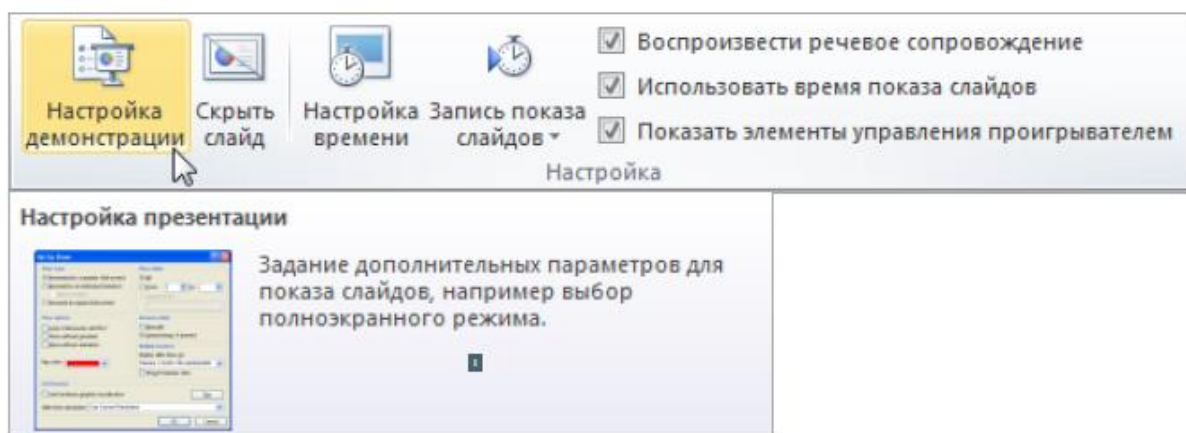 Настройка демонстрации
Скрыть слайд
Настройка времени
Запись показа слайдов
Воспроизвести речевое сопровождение
Использовать время показа слайдов
Показать элементы управления проигрывателем
Настройка
Настройка презентации
Задание дополнительных параметров для
показа слайдов, например выбор
полноэкранного режима.